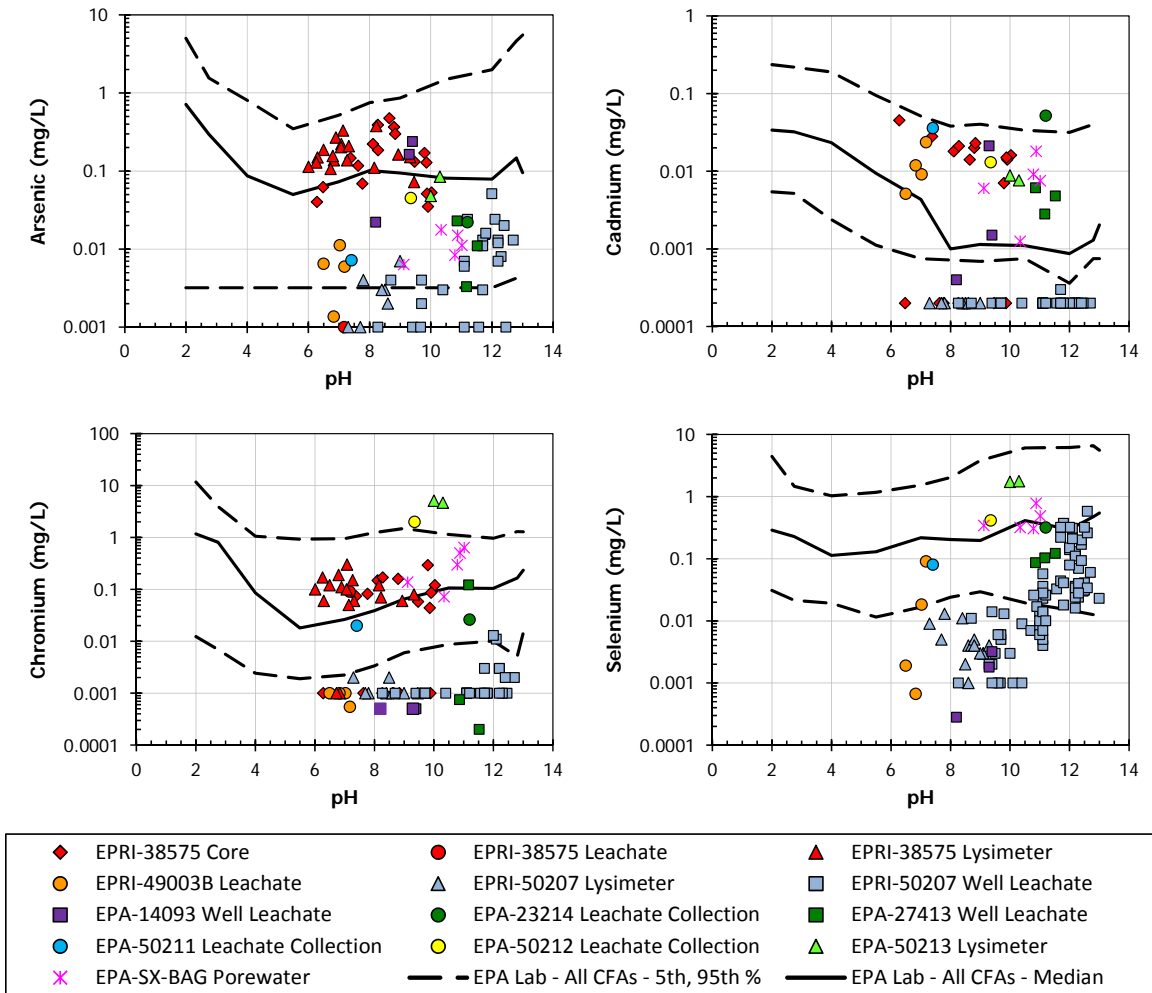 10
1
0.1
0.01
0.001
Arsenic (mg/L)
0 2 4 6 8 10 12 14
pH
1
0.1
0.01
0.001
0.0001
Cadmium (mg/L)
0 2 4 6 8 10 12 14
pH
100
10
1
0.1
0.01
0.001
0.0001
Chromium (mg/L)
0 2 4 6 8 10 12 14
pH
10
1
0.1
0.01
0.001
0.0001
Selenium (mg/L)
0 2 4 6 8 10 12 14
pH
EPRI-38575 Core EPRI-38575 Leachate EPRI-38575 Lysimeter
EPRI-49003B Leachate EPRI-50207 Lysimeter EPRI-50207 Well Leachate
EPA-14093 Well Leachate EPA-23214 Leachate Collection EPA-27413 Well Leachate
EPA-50211 Leachate Collection EPA-50212 Leachate Collection EPA-50213 Lysimeter
EPA-SX-BAG Porewater EPA Lab - All CFAs - 5th, 95th % EPA Lab - All CFAs - Median